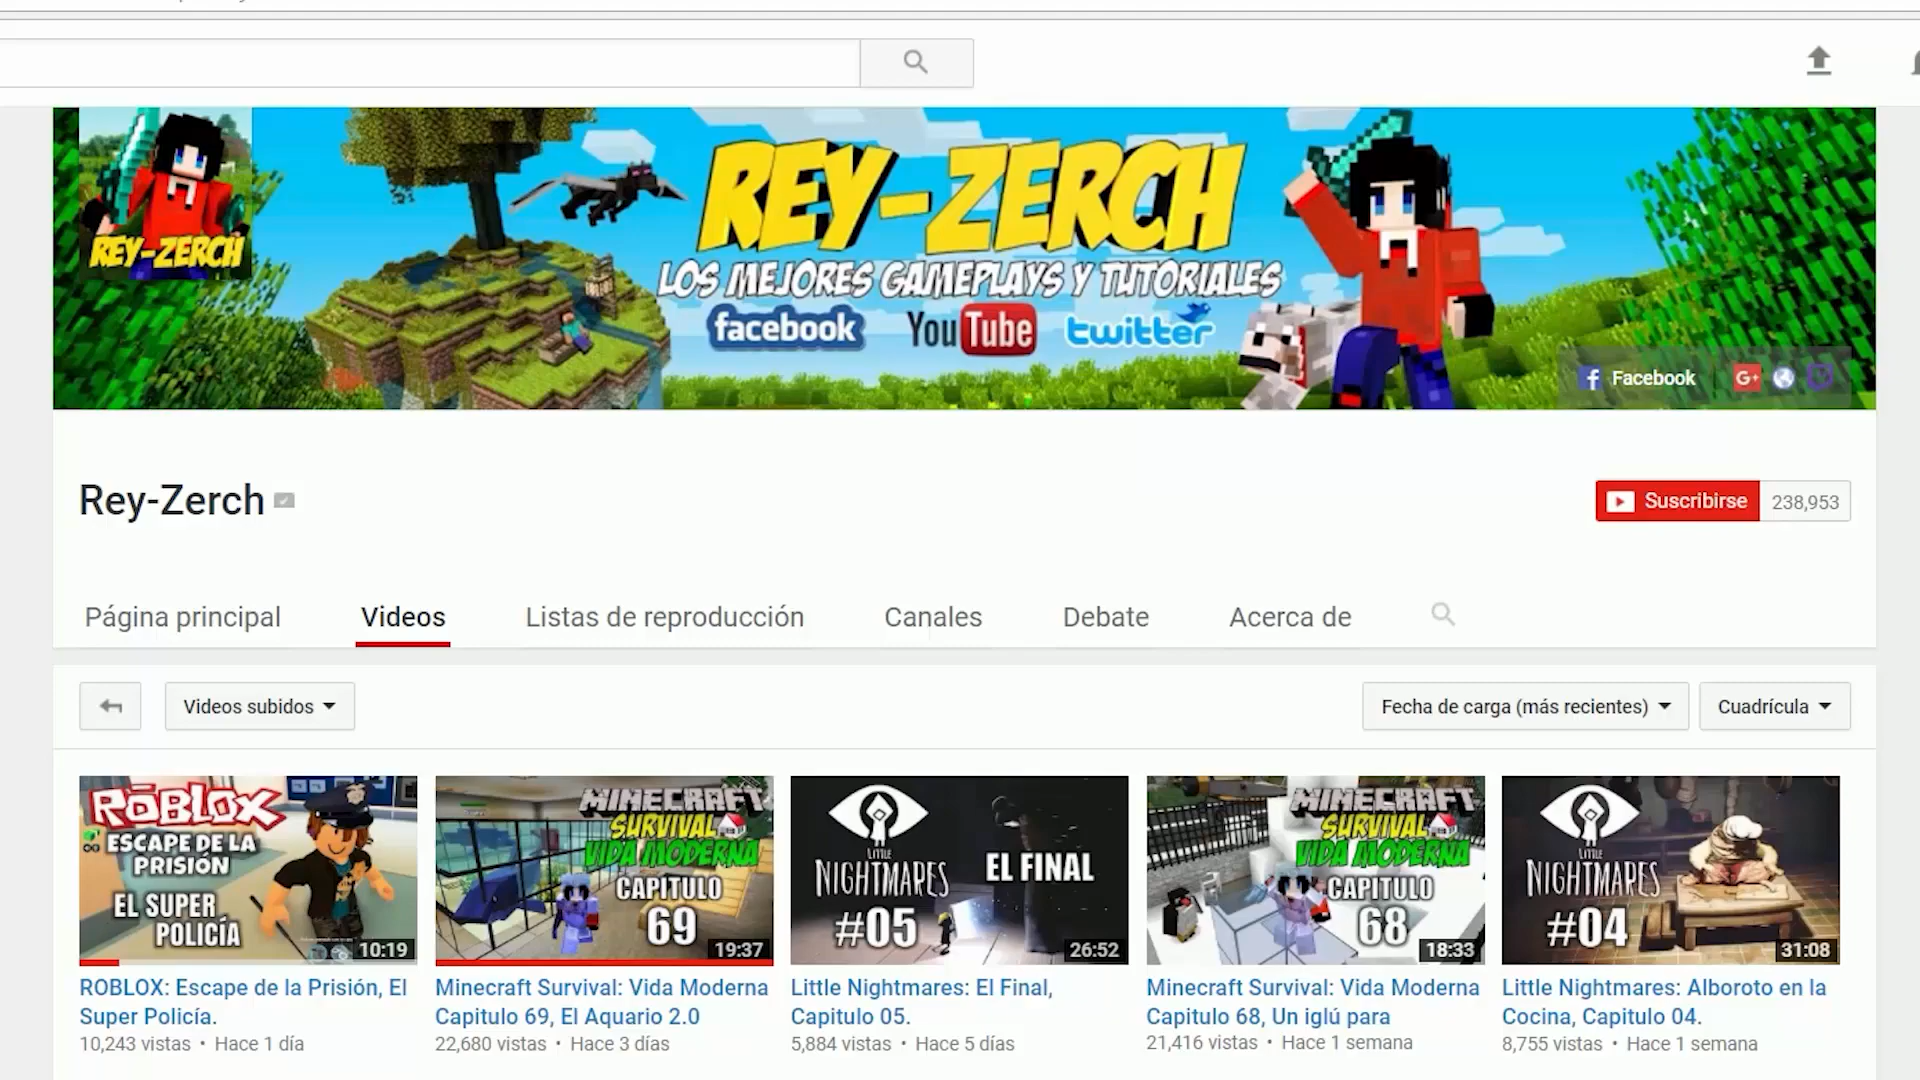 REY-ZERCH
REY-ZERCH
LOS MEJORES GAMEPLAYS Y TUTORIALES
facebook
YouTube
twitter
Facebook
G+
Rey-Zerch
Suscribirse
238,953
Página principal
Videos
Listas de reproducción
Canales
Debate
Acerca de
Videos subidos
Fecha de carga (más recientes)
Cuadrícula
ROBLOX
ESCAPE DE LA
PRISIÓN
EL SUPER
POLICÍA
10:19
MINECRAFT
SURVIVAL
VIDA MODERNA
CAPITULO
69
19:37
LITTLE
NIGHTMARES
#05
EL FINAL
26:52
MINECRAFT
SURVIVAL
VIDA MODERNA
CAPITULO
68
18:33
LITTLE
NIGHTMARES
#04
31:08
ROBLOX: Escape de la Prisión, El
Super Policía.
10,243 vistas • Hace 1 día
Minecraft Survival: Vida Moderna
Capitulo 69, El Aquario 2.0
22,680 vistas • Hace 3 días
Little Nightmares: El Final,
Capitulo 05.
5,884 vistas • Hace 5 días
Minecraft Survival: Vida Moderna
Capitulo 68, Un iglú para
21,416 vistas • Hace 1 semana
Little Nightmares: Alboroto en la
Cocina, Capitulo 04.
8,755 vistas • Hace 1 semana